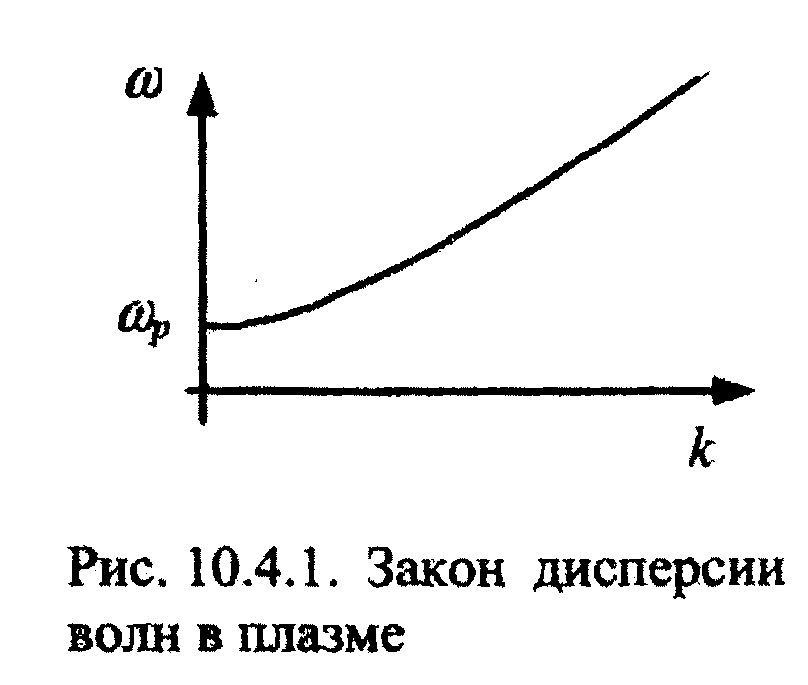 ω
ωp
k
Рис. 10.4.1. Закон дисперсии
волн в плазме